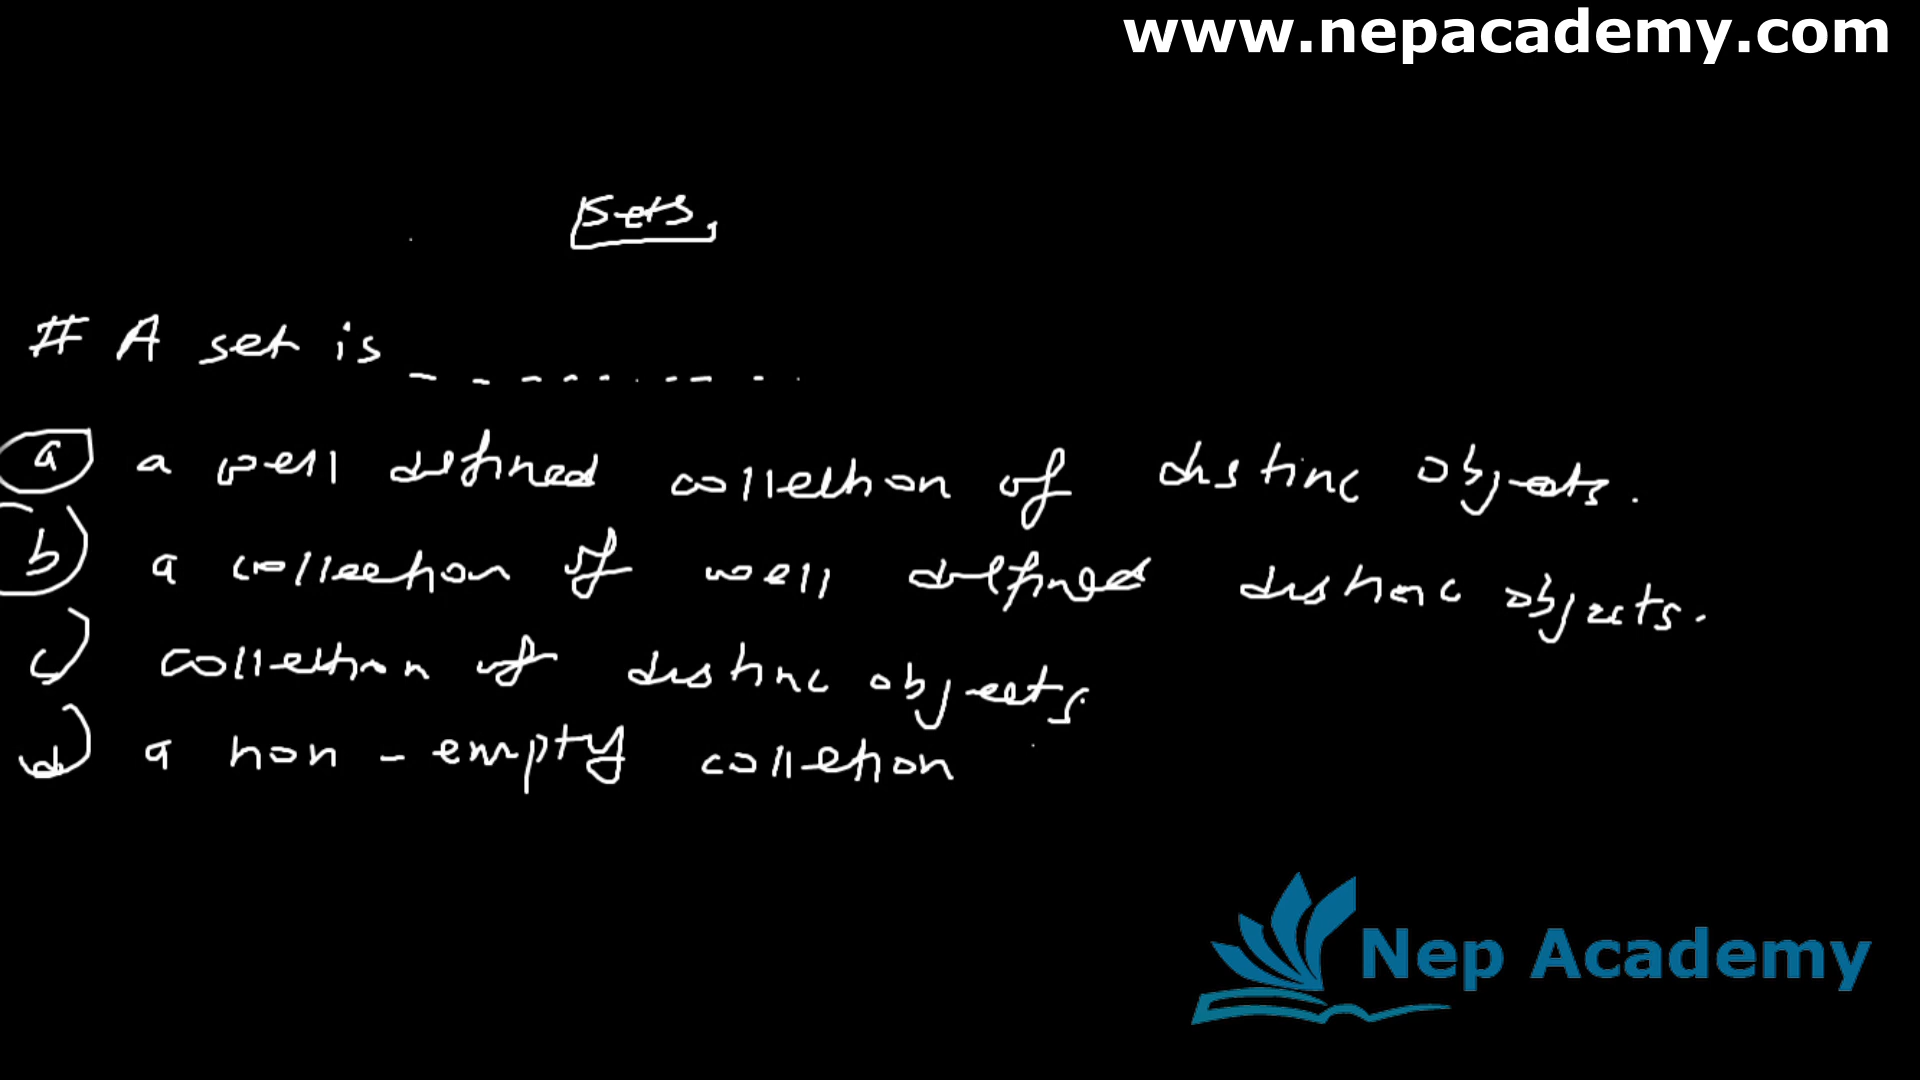 www.nepacademy.com
Sets.
# A set is ----------
a a well defined collection of distinc objects.
b) a collection of well defined distinc objects.
c) collection of distinc objects.
d) a non-empty colletion
Nep Academy